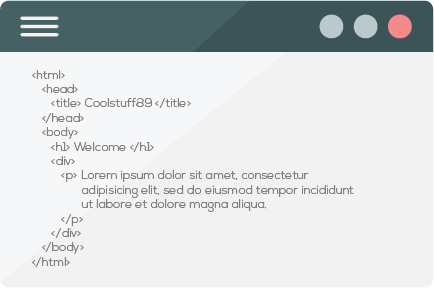 <html>
<head>
<title> Coolstuff89 </title>
</head>
<body>
<h1> Welcome </h1>
<div>
<p> Lorem ipsum dolor sit amet, consectetur
adipisicing elit, sed do eiusmod tempor incididunt
ut labore et dolore magna aliqua.
</p>
</div>
</body>
</html>